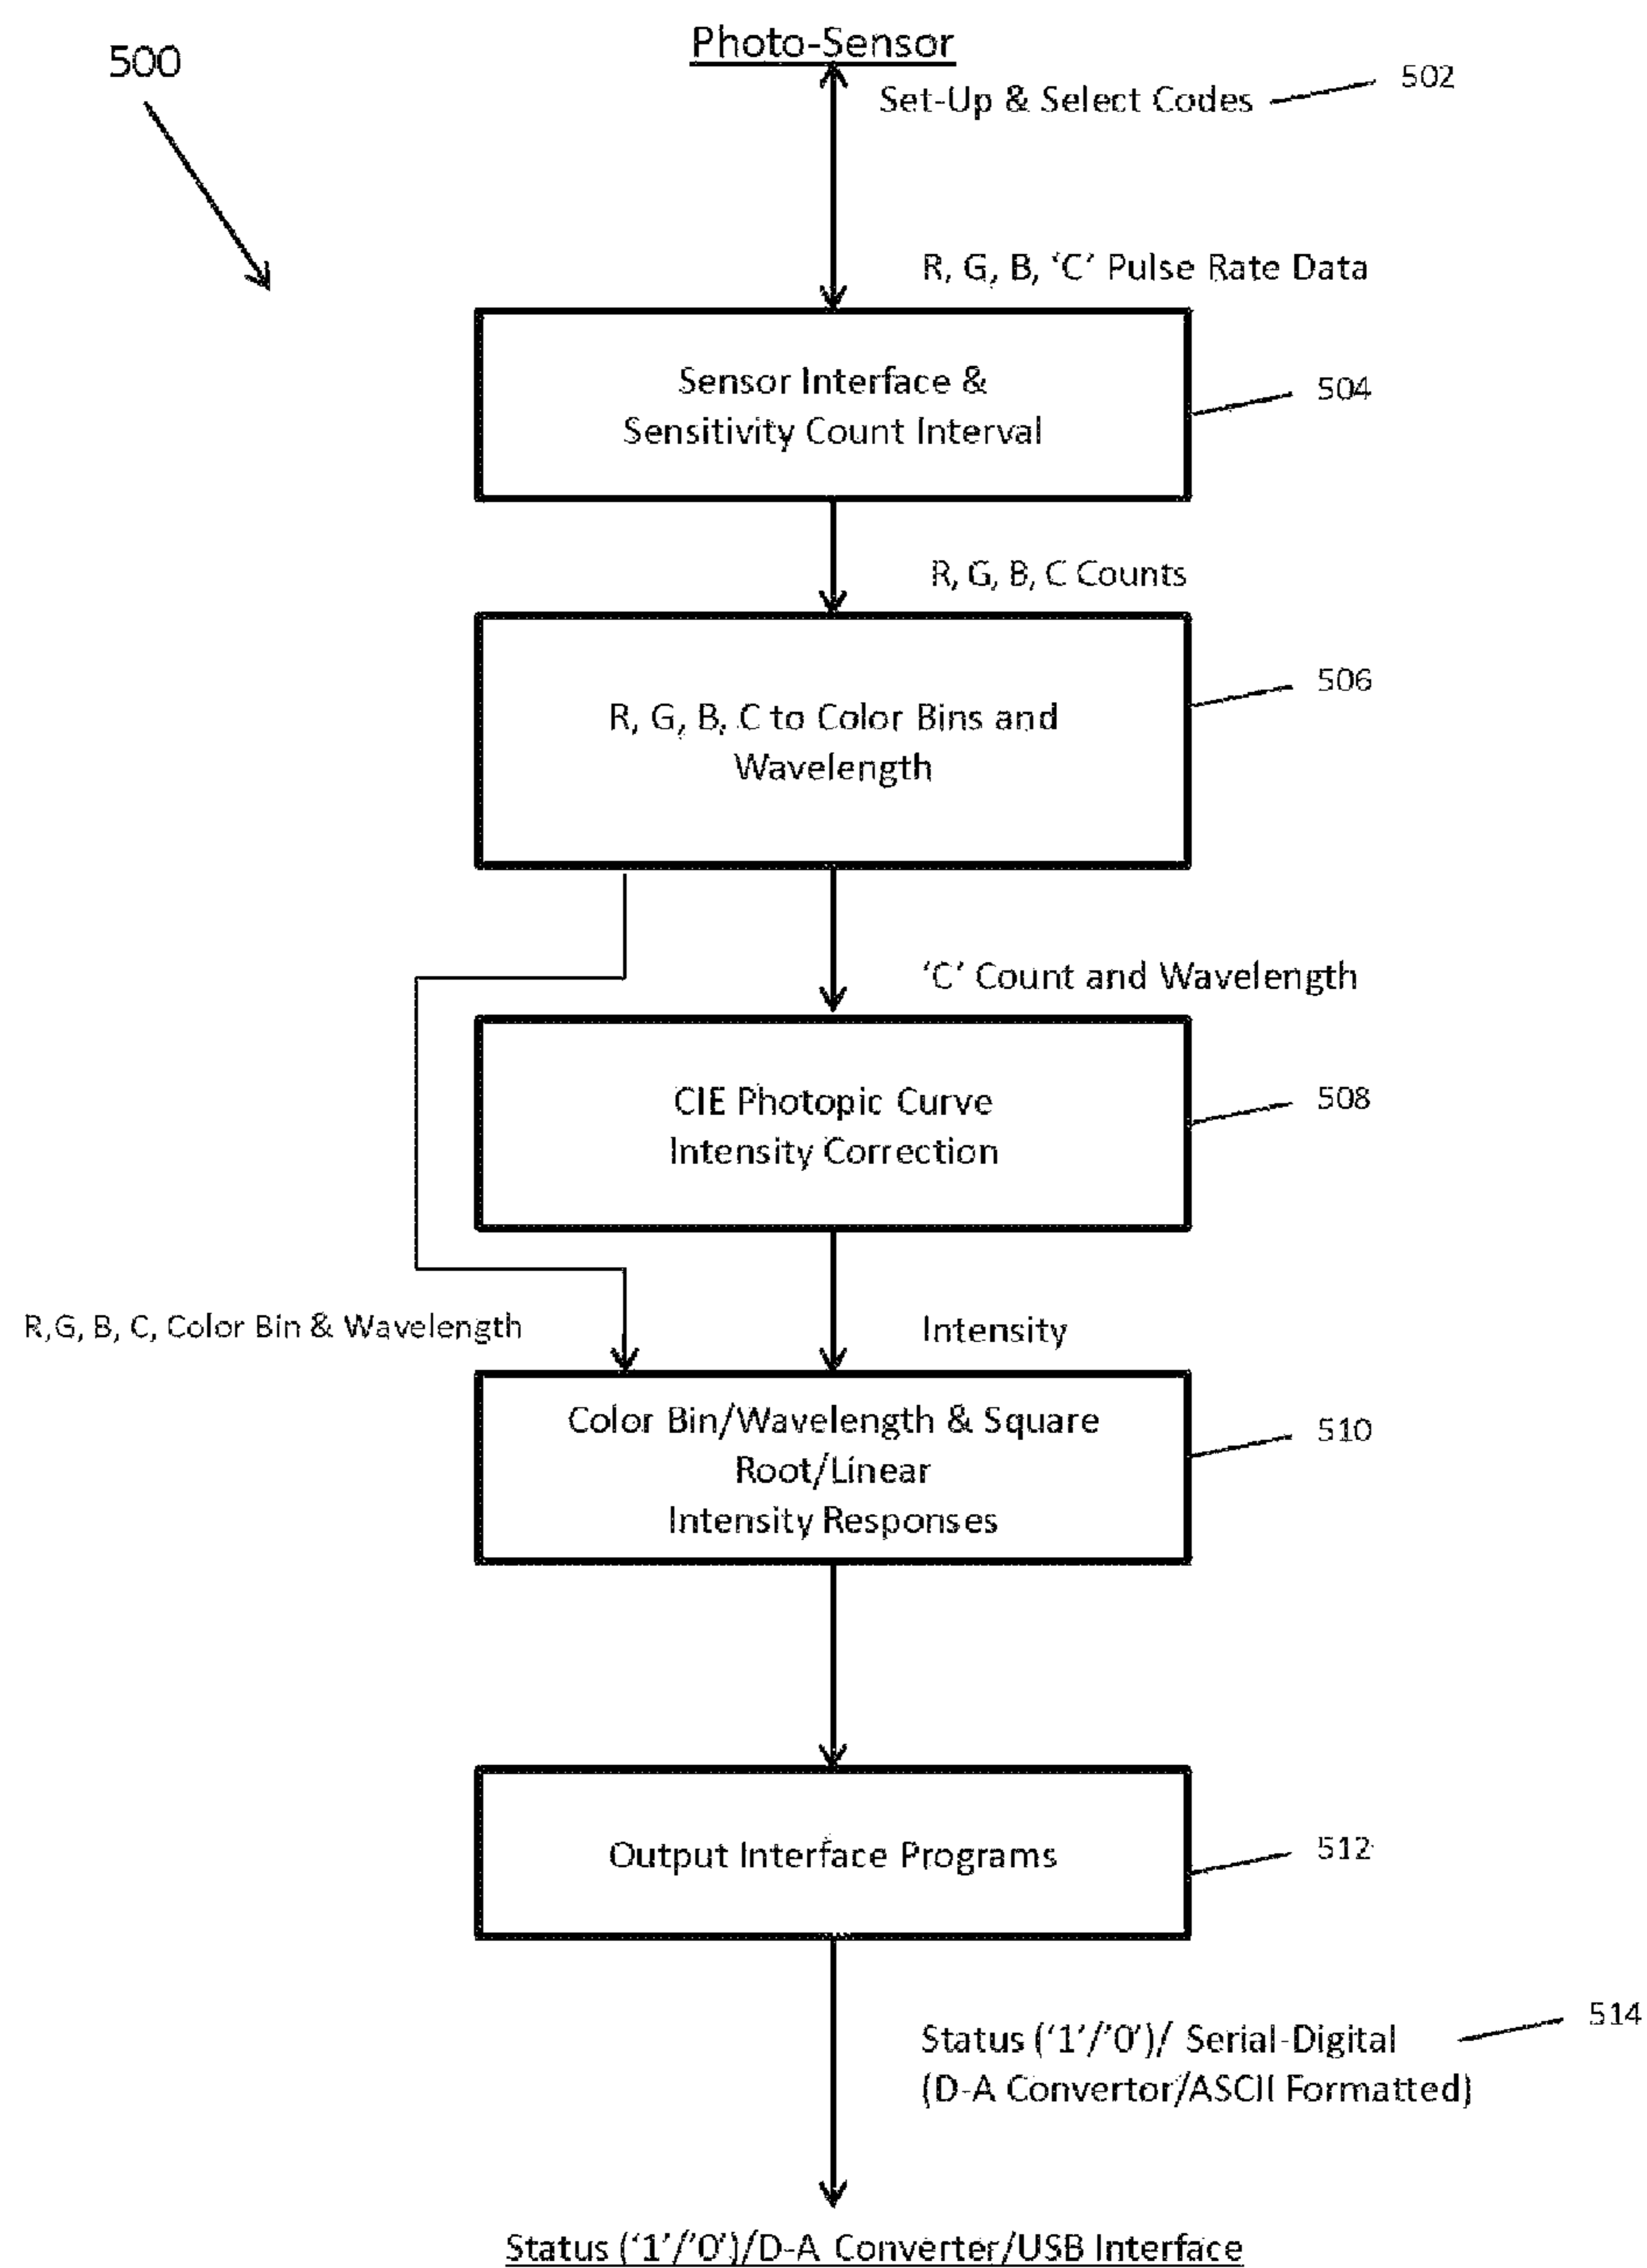 500
Photo-Sensor
Set-Up & Select Codes
502
R, G, B, ‘C’ Pulse Rate Data
Sensor Interface &
Sensitivity Count Interval
504
R, G, B, C Counts
R, G, B, C to Color Bins and
Wavelength
506
‘C’ Count and Wavelength
CIE Photopic Curve
Intensity Correction
508
R,G, B, C, Color Bin & Wavelength
Intensity
Color Bin/Wavelength & Square
Root/Linear
Intensity Responses
510
Output Interface Programs
512
Status (‘1’/’0’)/ Serial-Digital
(D-A Convertor/ASCII Formatted)
514
Status (‘1’/’0’)/D-A Converter/USB Interface